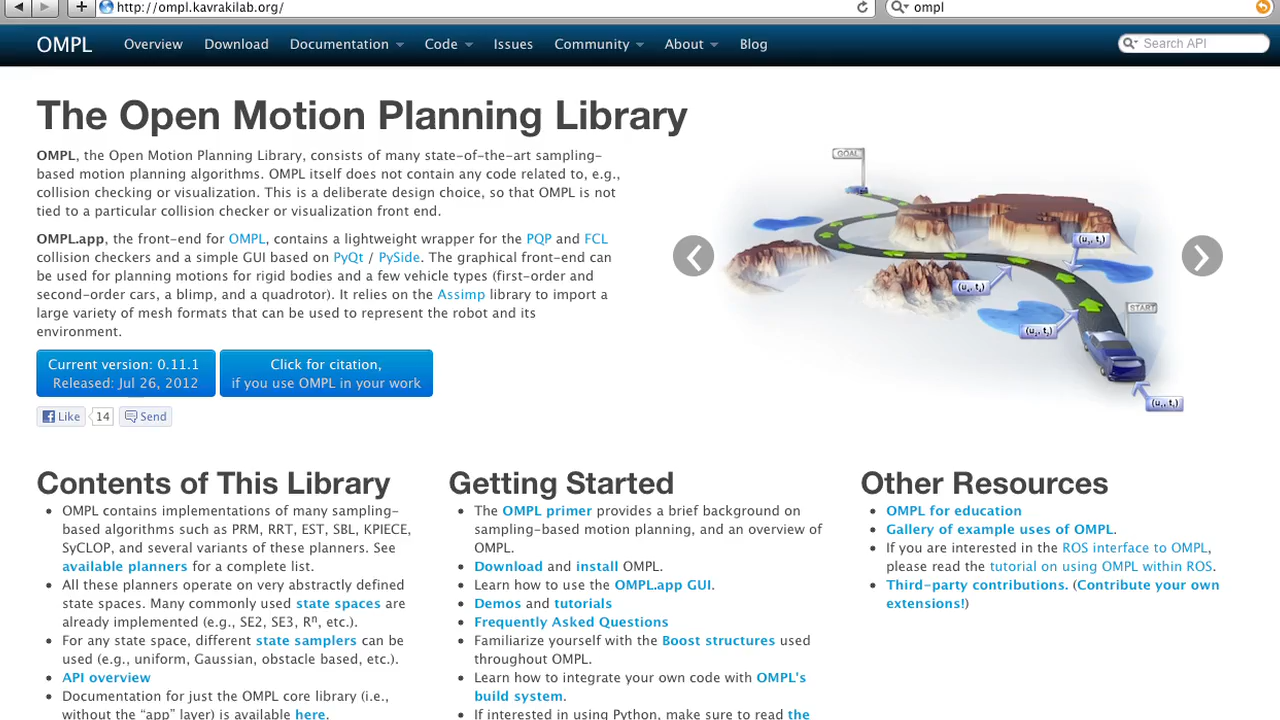 http://ompl.kavrakilab.org/
ompl
OMPL Overview Download Documentation Code Issues Community About Blog Search API
The Open Motion Planning Library
OMPL, the Open Motion Planning Library, consists of many state-of-the-art sampling-
based motion planning algorithms. OMPL itself does not contain any code related to, e.g.,
collision checking or visualization. This is a deliberate design choice, so that OMPL is not
tied to a particular collision checker or visualization front end.
OMPL.app, the front-end for OMPL, contains a lightweight wrapper for the PQP and FCL
collision checkers and a simple GUI based on PyQt / PySide. The graphical front-end can
be used for planning motions for rigid bodies and a few vehicle types (first-order and
second-order cars, a blimp, and a quadrotor). It relies on the Assimp library to import a
large variety of mesh formats that can be used to represent the robot and its
environment.
Current version: 0.11.1
Released: Jul 26, 2012
Click for citation,
if you use OMPL in your work
Like 14 Send
GOAL
START
Contents of This Library
OMPL contains implementations of many sampling-
based algorithms such as PRM, RRT, EST, SBL, KPIECE,
SyCLOP, and several variants of these planners. See
available planners for a complete list.
All these planners operate on very abstractly defined
state spaces. Many commonly used state spaces are
already implemented (e.g., SE2, SE3, Rⁿ, etc.).
For any state space, different state samplers can be
used (e.g., uniform, Gaussian, obstacle based, etc.).
API overview
Documentation for just the OMPL core library (i.e.,
without the “app” layer) is available here.
Getting Started
The OMPL primer provides a brief background on
sampling-based motion planning, and an overview of
OMPL.
Download and install OMPL.
Learn how to use the OMPL.app GUI.
Demos and tutorials
Frequently Asked Questions
Familiarize yourself with the Boost structures used
throughout OMPL.
Learn how to integrate your own code with OMPL's
build system.
If interested in using Python, make sure to read the
Other Resources
OMPL for education
Gallery of example uses of OMPL.
If you are interested in the ROS interface to OMPL,
please read the tutorial on using OMPL within ROS.
Third-party contributions. (Contribute your own
extensions!)